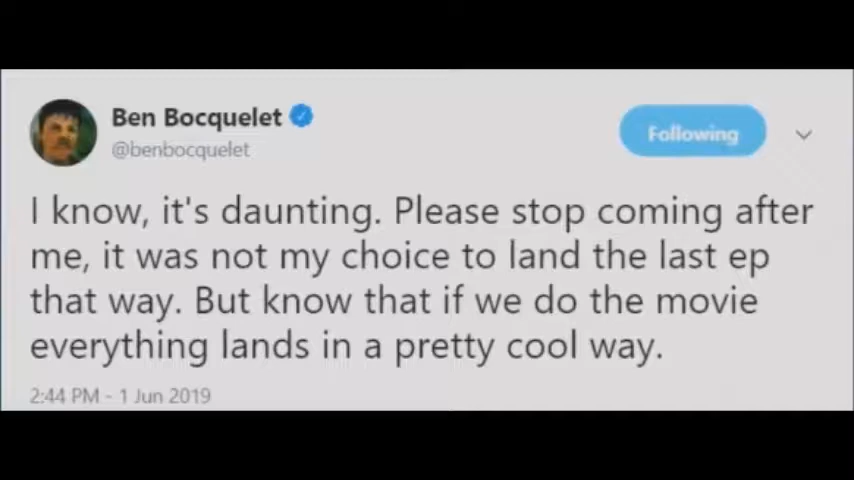 Ben Bocquelet
@benbocquelet
Following
I know, it's daunting. Please stop coming after
me, it was not my choice to land the last ep
that way. But know that if we do the movie
everything lands in a pretty cool way.
2:44 PM - 1 Jun 2019